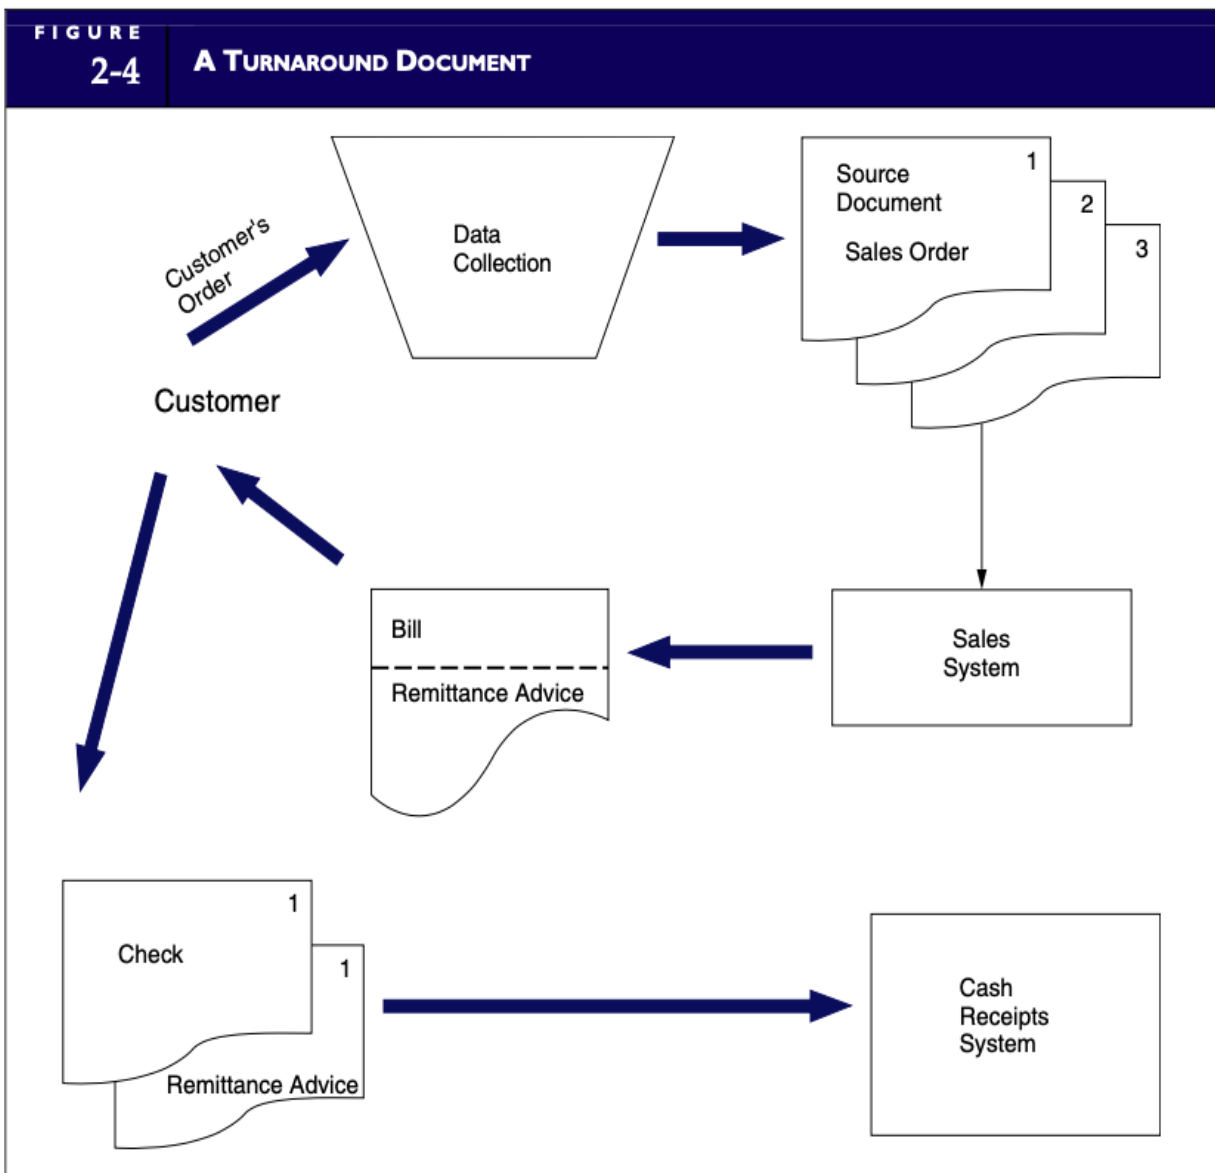 FIGURE
2-4
A TURNAROUND DOCUMENT
Customer's
Order
Data
Collection
1
Source
Document
Sales Order
2
3
Customer
Bill
Remittance Advice
Sales
System
1
Check
1
Remittance Advice
Cash
Receipts
System